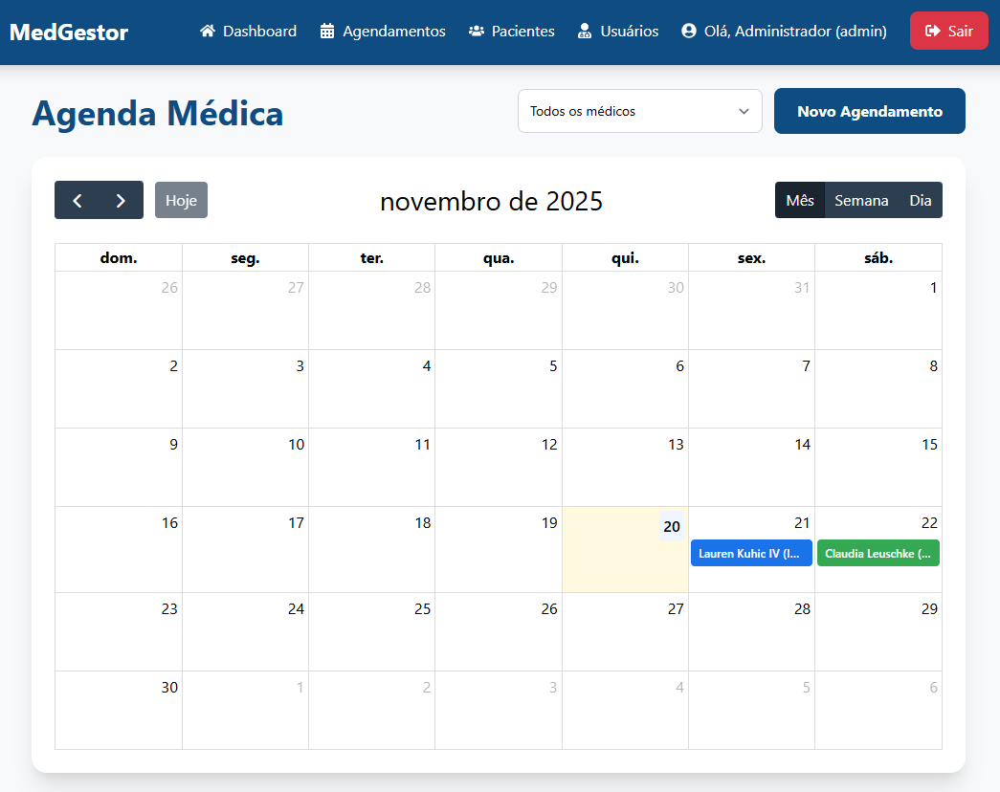 MedGestor Dashboard Agendamentos Pacientes Usuários Olá, Administrador (admin) Sair
Agenda Médica Todos os médicos Novo Agendamento
Hoje novembro de 2025 Mês Semana Dia
dom. seg. ter. qua. qui. sex. sáb.
26 27 28 29 30 31 1
2 3 4 5 6 7 8
9 10 11 12 13 14 15
16 17 18 19 20 21 22
Lauren Kuhic IV (I... Claudia Leuschke (...
23 24 25 26 27 28 29
30 1 2 3 4 5 6